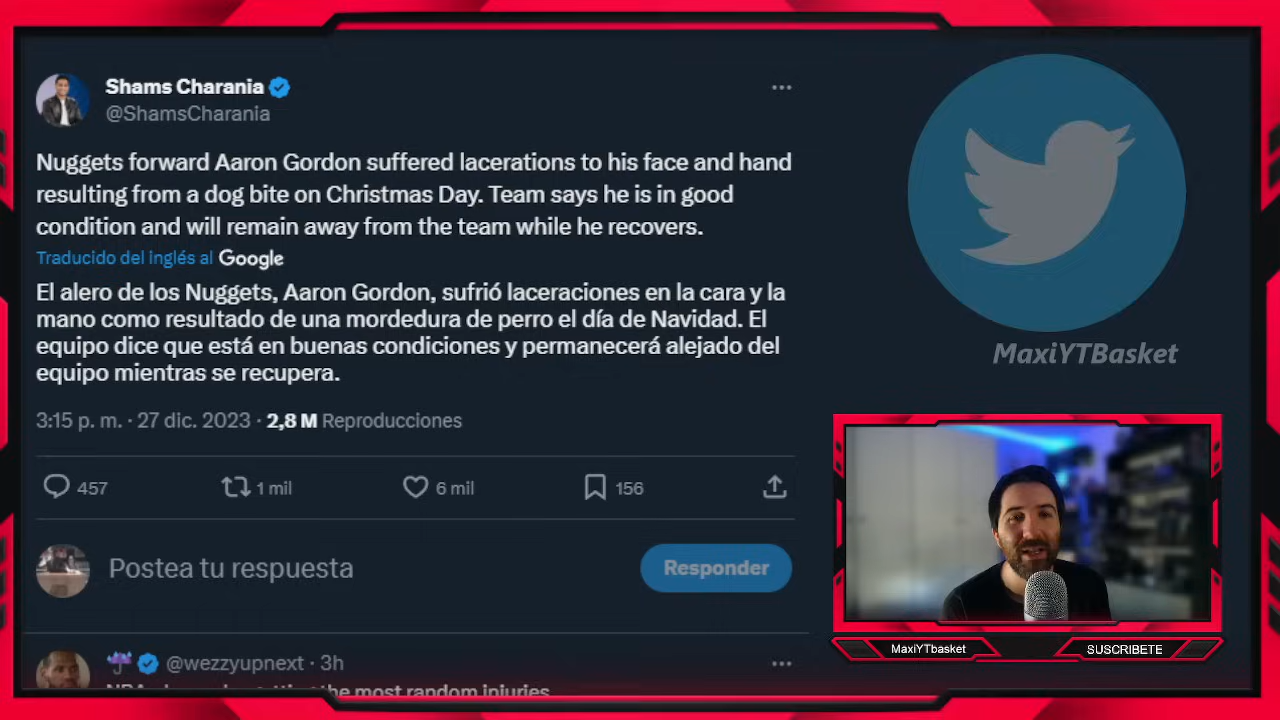 Shams Charania
@ShamsCharania
Nuggets forward Aaron Gordon suffered lacerations to his face and hand
resulting from a dog bite on Christmas Day. Team says he is in good
condition and will remain away from the team while he recovers.
Traducido del inglés al Google
El alero de los Nuggets, Aaron Gordon, sufrió laceraciones en la cara y la
mano como resultado de una mordedura de perro el día de Navidad. El
equipo dice que está en buenas condiciones y permanecerá alejado del
equipo mientras se recupera.
3:15 p. m. · 27 dic. 2023 · 2,8 M Reproducciones
457 1 mil 6 mil 156
Postea tu respuesta
Responder
@wezzyupnext · 3h
the most random injuries
MaxiYTBasket
MaxiYTbasket
SUSCRIBETE